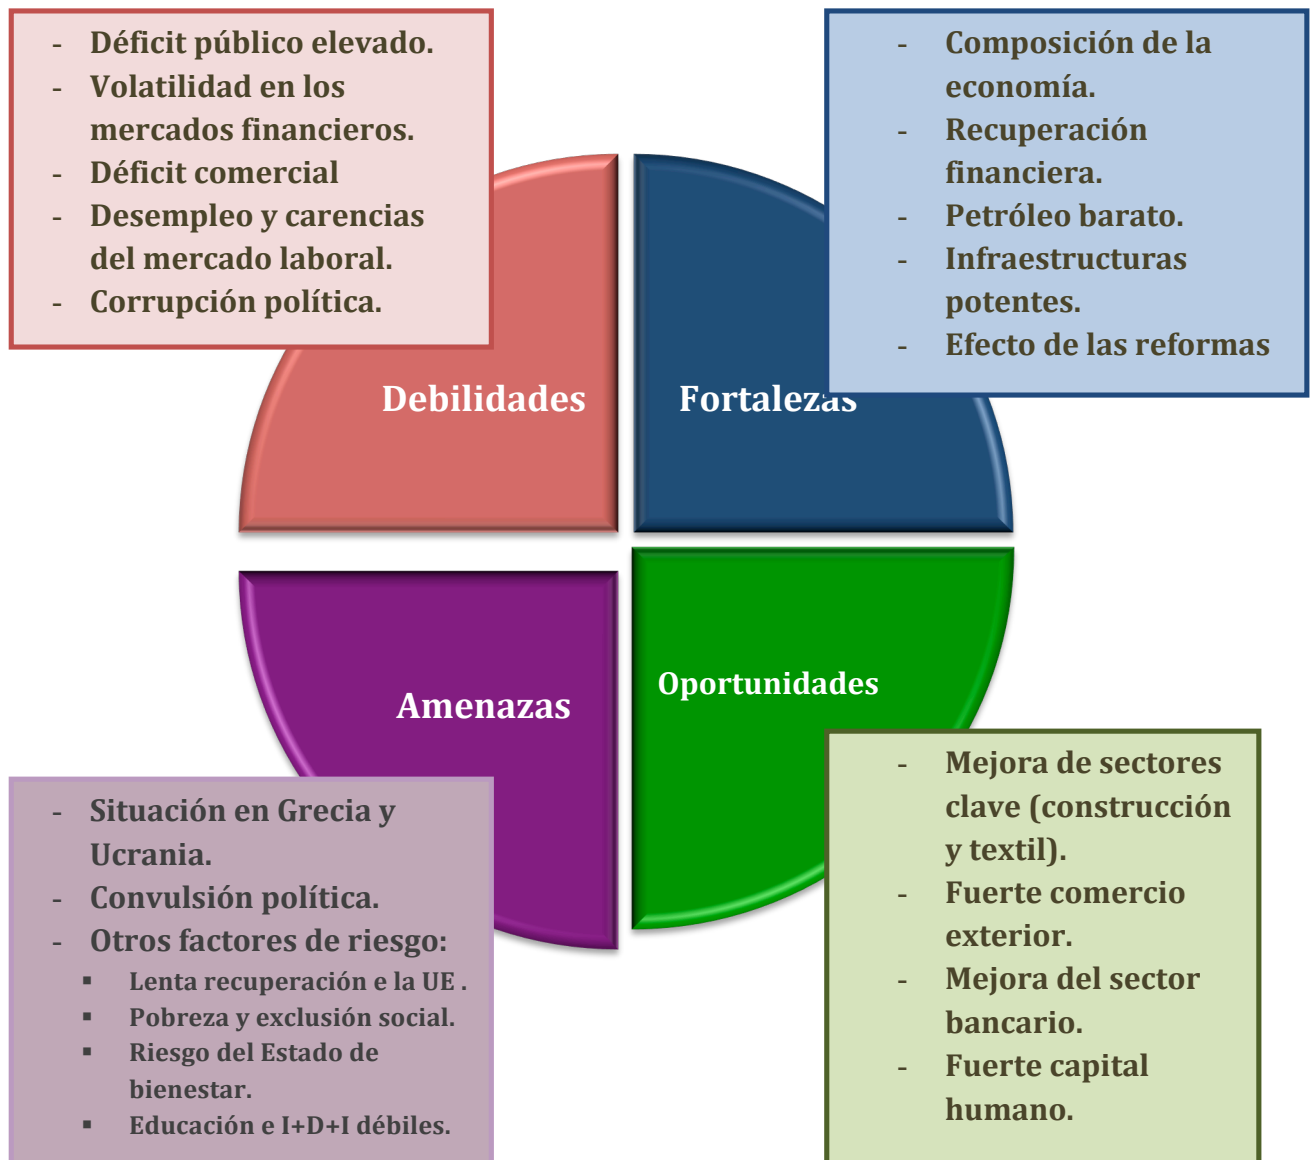 - Déficit público elevado.
- Volatilidad en los
mercados financieros.
- Déficit comercial
- Desempleo y carencias
del mercado laboral.
- Corrupción política.
- Composición de la
economía.
- Recuperación
financiera.
- Petróleo barato.
- Infraestructuras
potentes.
- Efecto de las reformas
Debilidades
Fortalezas
Amenazas
Oportunidades
- Situación en Grecia y
Ucrania.
- Convulsión política.
- Otros factores de riesgo:
▪ Lenta recuperación e la UE .
▪ Pobreza y exclusión social.
▪ Riesgo del Estado de
bienestar.
▪ Educación e I+D+I débiles.
- Mejora de sectores
clave (construcción
y textil).
- Fuerte comercio
exterior.
- Mejora del sector
bancario.
- Fuerte capital
humano.